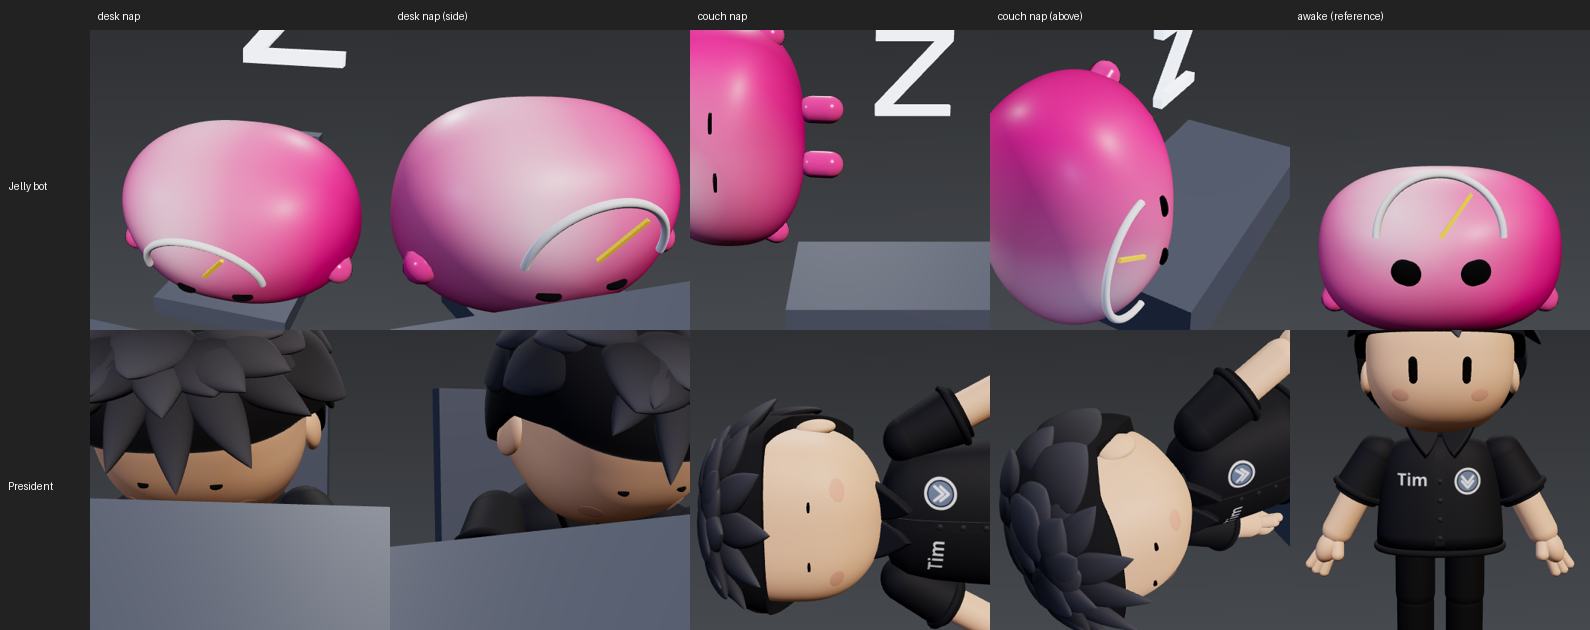 desk nap
desk nap (side)
couch nap
couch nap (above)
awake (reference)
Jelly bot
Z
Z
Z
President
Tim
Tim
Tim